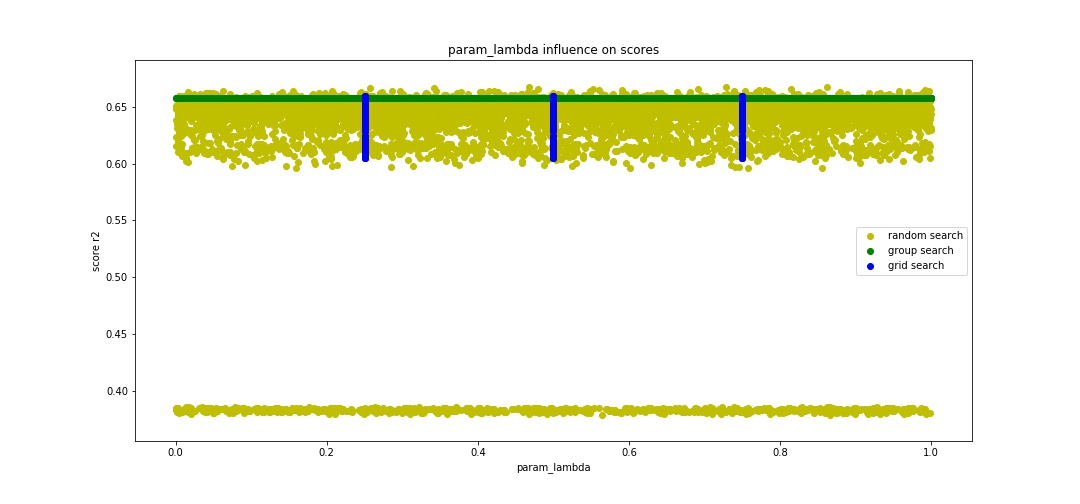 param_lambda influence on scores
score r2
0.65
0.60
0.55
0.50
0.45
0.40
random search
group search
grid search
0.0 0.2 0.4 0.6 0.8 1.0
param_lambda